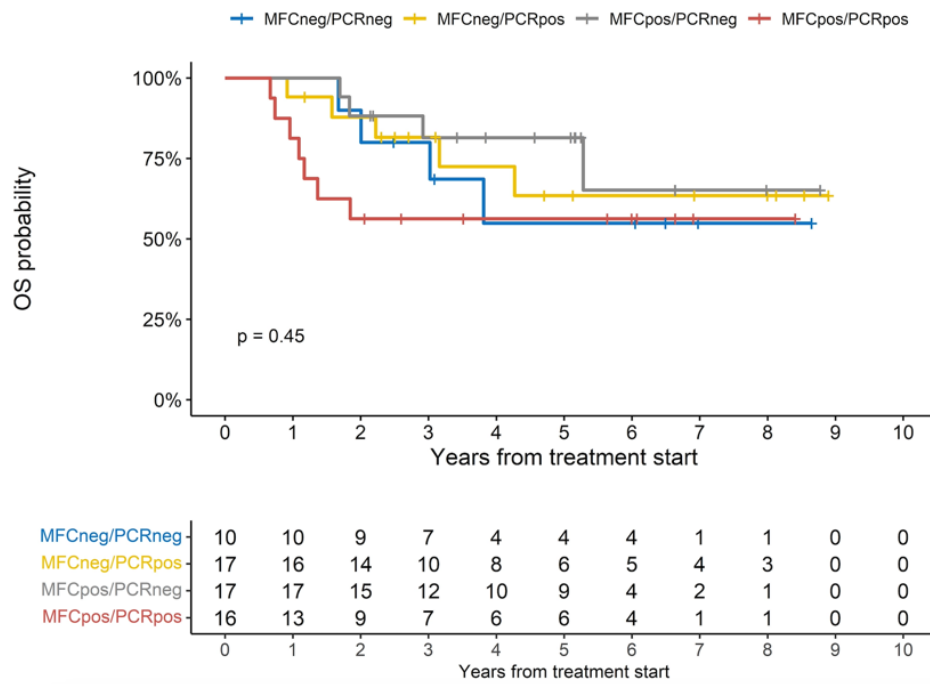 MFCneg/PCRneg MFCneg/PCRpos MFCpos/PCRneg MFCpos/PCRpos
100%
75%
50%
25%
0%
OS probability
p = 0.45
0 1 2 3 4 5 6 7 8 9 10
Years from treatment start
MFCneg/PCRneg 10 10 9 7 4 4 4 1 1 0 0
MFCneg/PCRpos 17 16 14 10 8 6 5 4 3 0 0
MFCpos/PCRneg 17 17 15 12 10 9 4 2 1 0 0
MFCpos/PCRpos 16 13 9 7 6 6 4 1 1 0 0
0 1 2 3 4 5 6 7 8 9 10
Years from treatment start